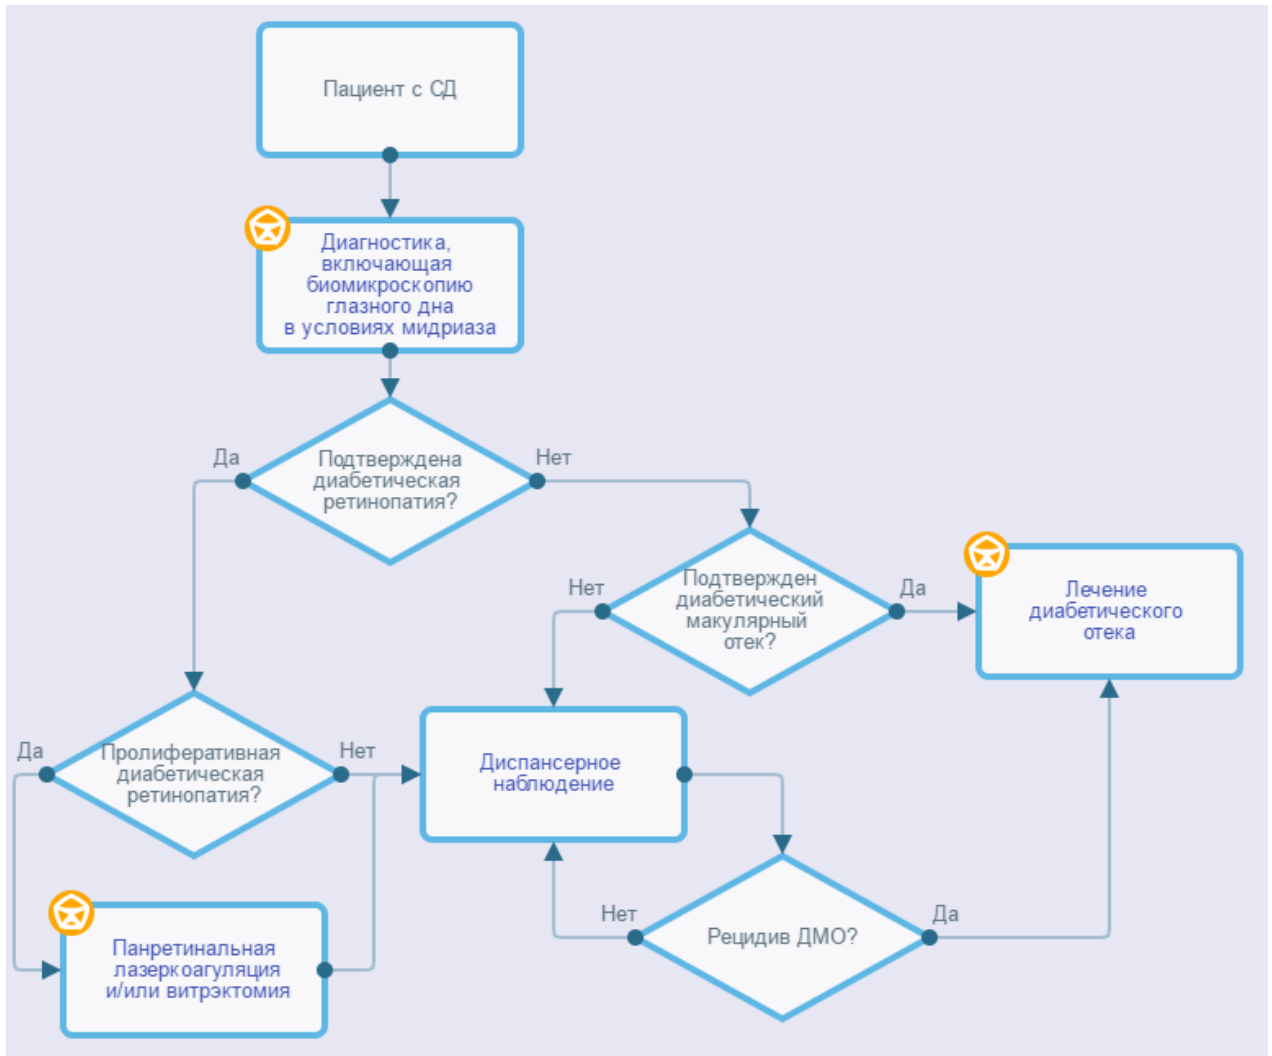 Пациент с СД
Диагностика,
включающая
биомикроскопию
глазного дна
в условиях мидриаза
Да
Подтверждена
диабетическая
ретинопатия?
Нет
Нет
Подтвержден
диабетический
макулярный
отек?
Да
Лечение
диабетического
отека
Да
Пролиферативная
диабетическая
ретинопатия?
Нет
Диспансерное
наблюдение
Нет
Рецидив ДМО?
Да
Панретинальная
лазеркоагуляция
и/или витрэктомия